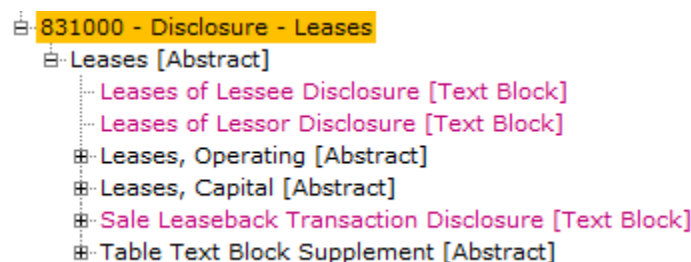 831000 - Disclosure - Leases
Leases [Abstract]
Leases of Lessee Disclosure [Text Block]
Leases of Lessor Disclosure [Text Block]
Leases, Operating [Abstract]
Leases, Capital [Abstract]
Sale Leaseback Transaction Disclosure [Text Block]
Table Text Block Supplement [Abstract]